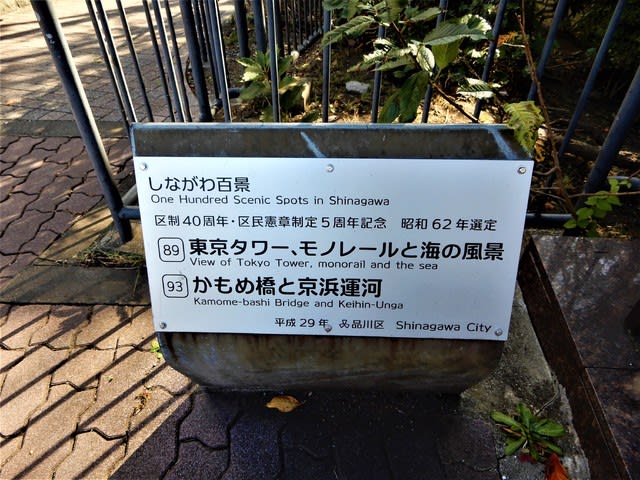 しながわ百景
One Hundred Scenic Spots in Shinagawa
区制40周年・区民憲章制定5周年記念 昭和62年選定
89 東京タワー、モノレールと海の風景
View of Tokyo Tower, monorail and the sea
93 かもめ橋と京浜運河
Kamome-bashi Bridge and Keihin-Unga
平成29年 品川区 Shinagawa City